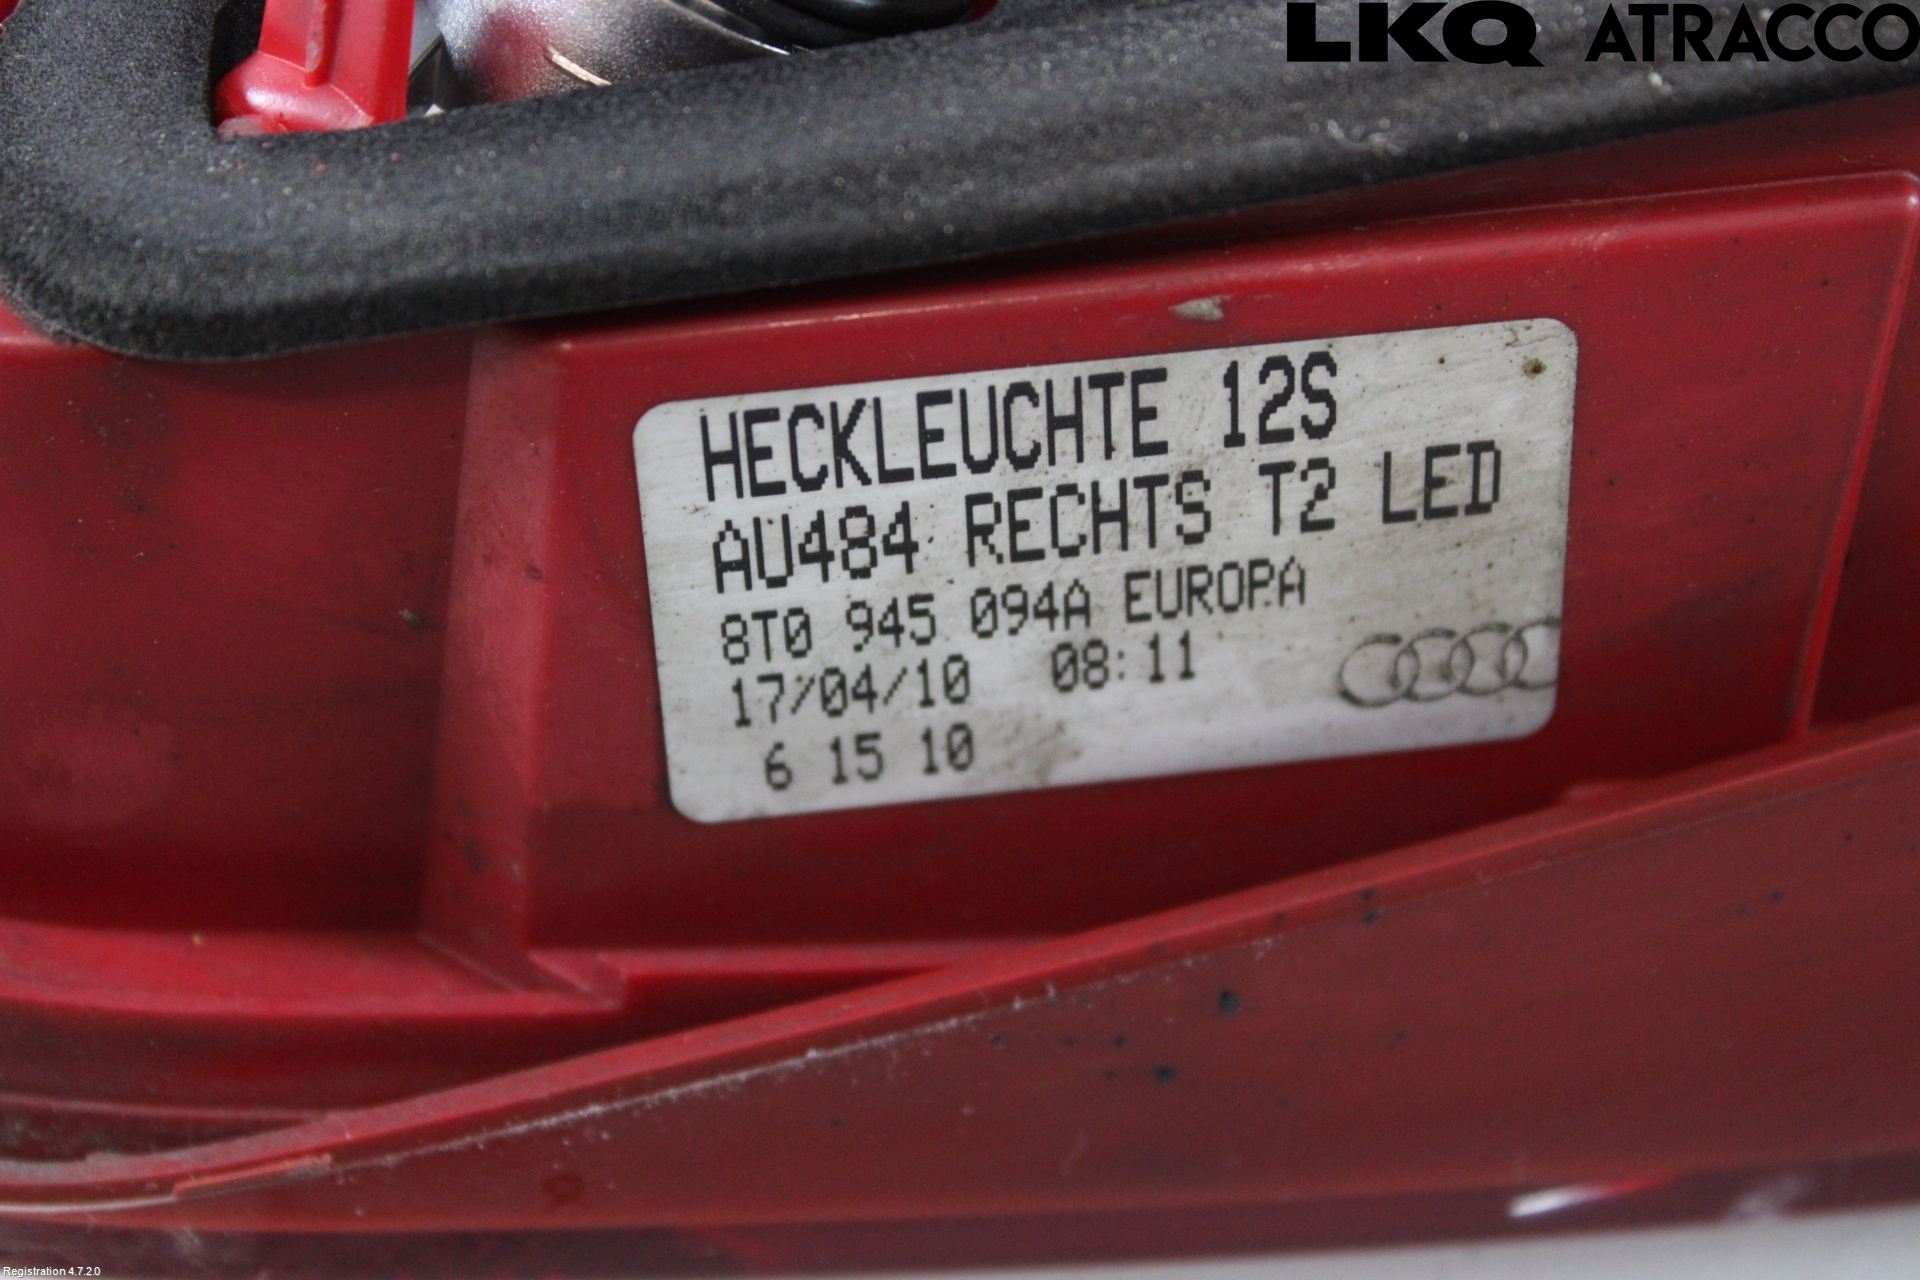 LKQ ATRACCO
HECKLEUCHTE 12S
AU484 RECHTS T2 LED
8T0 945 094A EUROPA
17/04/10 08:11
6 15 10
Registration 4.7.2.0